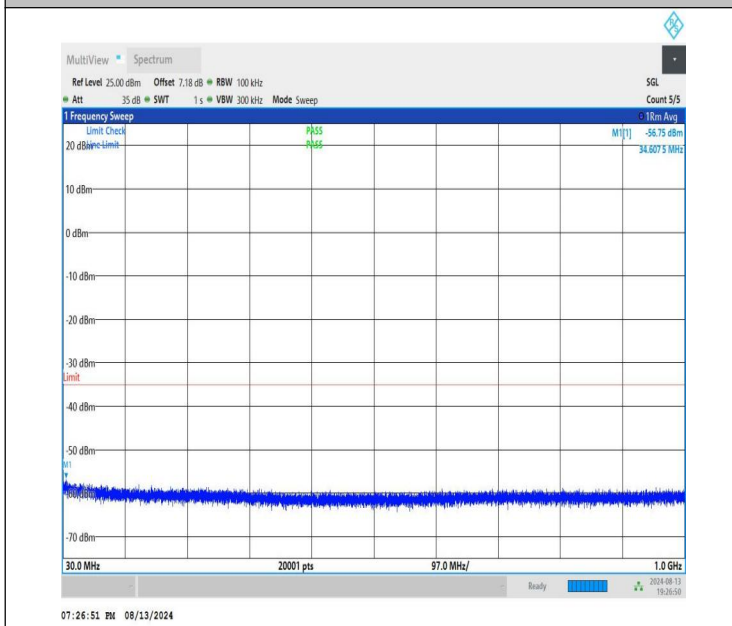 MultiView Spectrum
Ref Level 25.00 dBm Offset 7.18 dB RBW 100 kHz SGL
Att 35 dB SWT 1 s VBW 300 kHz Mode Sweep Count 5/5
1 Frequency Sweep 1Rm Avg
Limit Check PASS M1[1] -56.75 dBm
20 dBm Line Limit PASS 34.607 5 MHz
10 dBm
0 dBm
-10 dBm
-20 dBm
-30 dBm
Limit
-40 dBm
-50 dBm
M1
-60 dBm
-70 dBm
30.0 MHz 20001 pts 97.0 MHz/ 1.0 GHz
Ready 2024-08-13
19:26:50
07:26:51 PM 08/13/2024